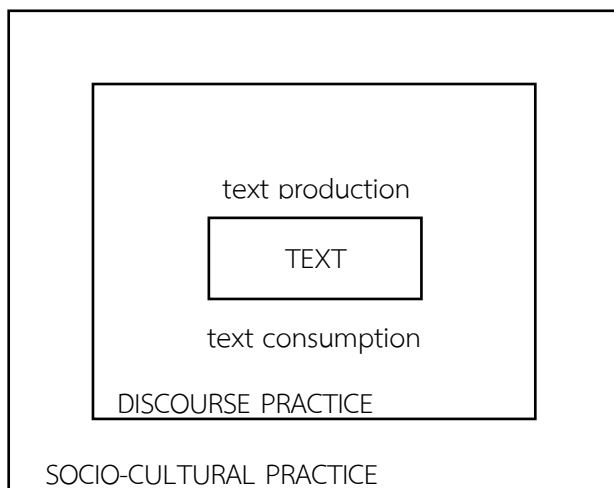 text production
TEXT
text consumption
DISCOURSE PRACTICE
SOCIO-CULTURAL PRACTICE